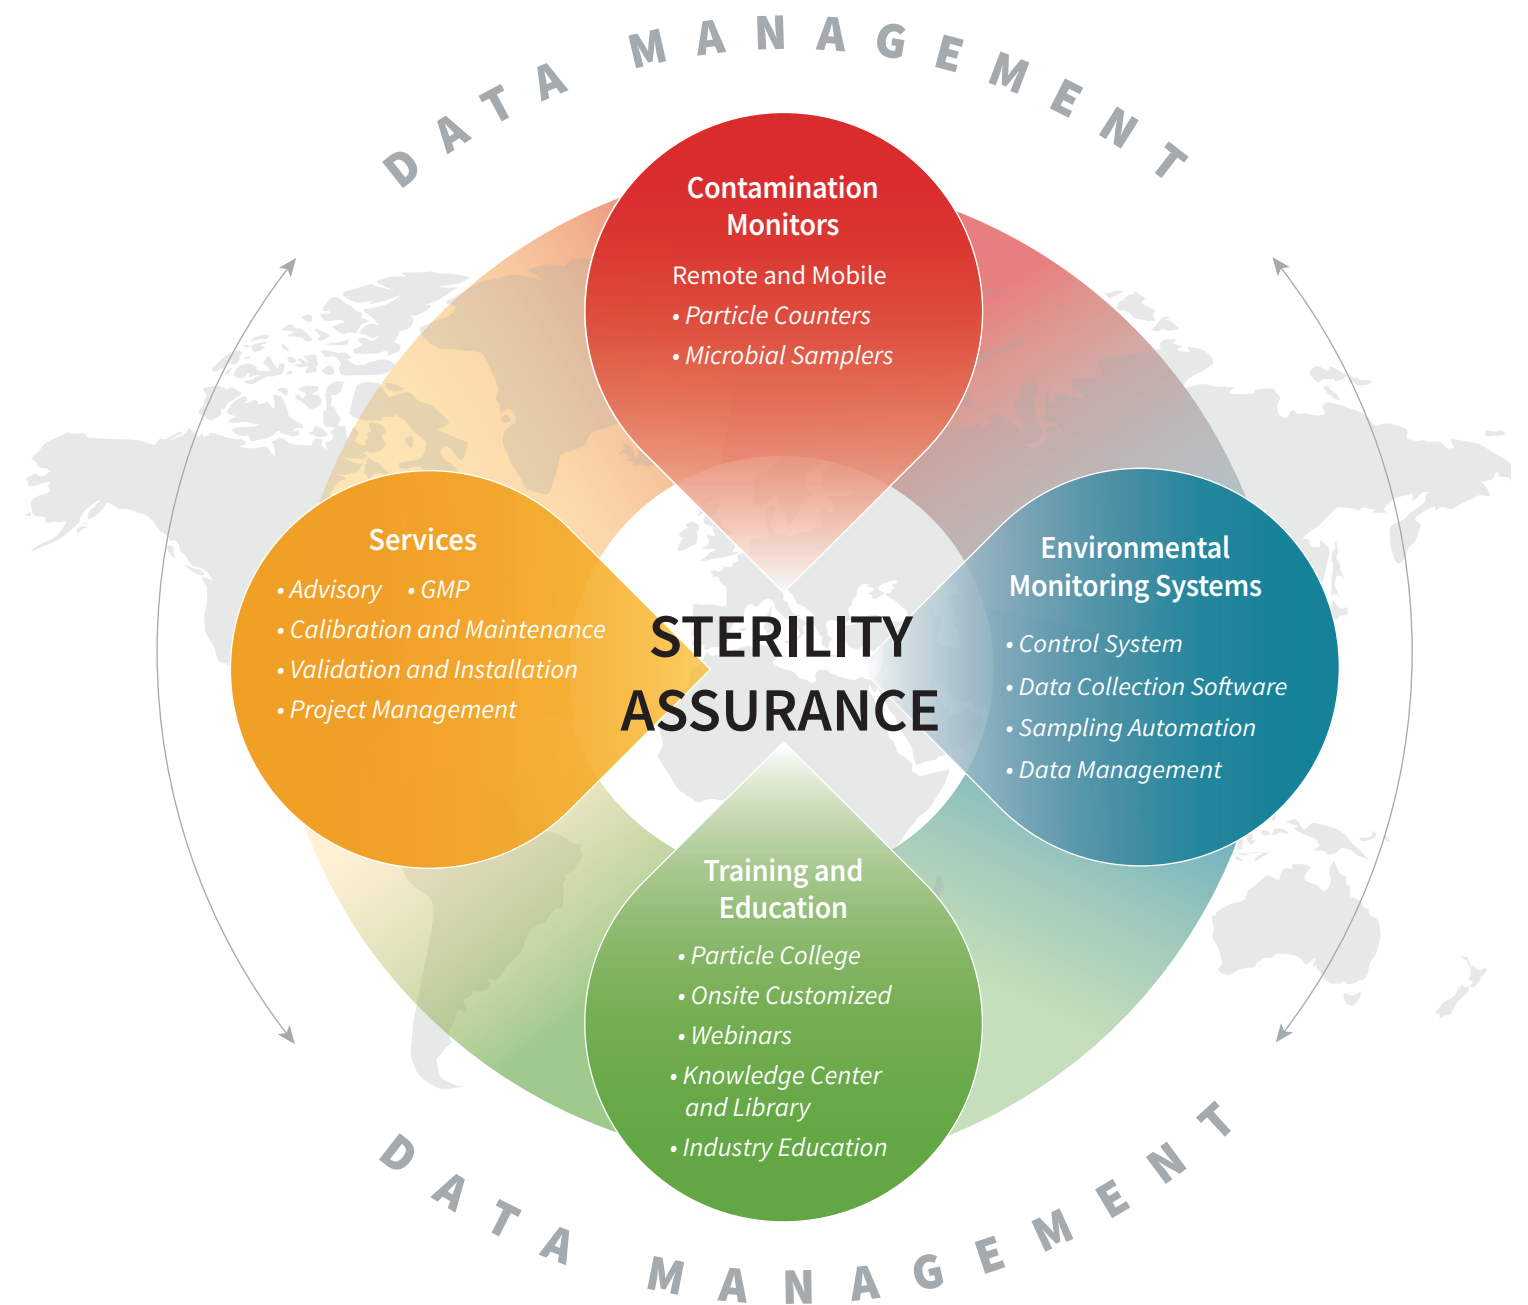 DATA MANAGEMENT
Contamination
Monitors
Remote and Mobile
• Particle Counters
• Microbial Samplers
Services
• Advisory • GMP
• Calibration and Maintenance
• Validation and Installation
• Project Management
STERILITY
ASSURANCE
Environmental
Monitoring Systems
• Control System
• Data Collection Software
• Sampling Automation
• Data Management
Training and
Education
• Particle College
• Onsite Customized
• Webinars
• Knowledge Center
and Library
• Industry Education
DATA MANAGEMENT